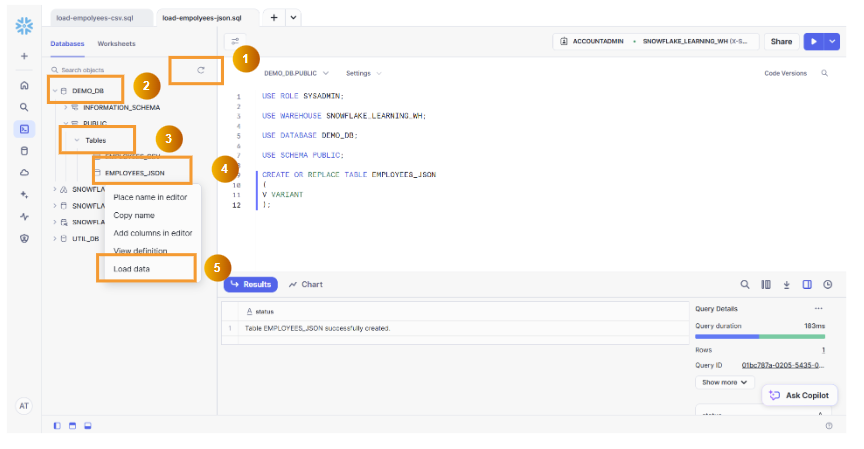 load-empolyees-csv.sql
load-empolyees-json.sql
Databases
Worksheets
Search objects
1
2
3
4
5
DEMO_DB
INFORMATION_SCHEMA
PUBLIC
Tables
EMPLOYEES_CSV
EMPLOYEES_JSON
SNOWFLA
SNOWFLA
SNOWFLA
UTIL_DB
Place name in editor
Copy name
Add columns in editor
View definition
Load data
AT
ACCOUNTADMIN
SNOWFLAKE_LEARNING_WH (X-S...
Share
DEMO_DB.PUBLIC
Settings
Code Versions
1 USE ROLE SYSADMIN;
2
3 USE WAREHOUSE SNOWFLAKE_LEARNING_WH;
4
5 USE DATABASE DEMO_DB;
6
7 USE SCHEMA PUBLIC;
8
9 CREATE OR REPLACE TABLE EMPLOYEES_JSON
10 (
11 V VARIANT
12 );
Results
Chart
status
1 Table EMPLOYEES_JSON successfully created.
Query Details
...
Query duration 183ms
Rows 1
Query ID 01bc787a-0205-5435-0...
Show more
Ask Copilot
status
A